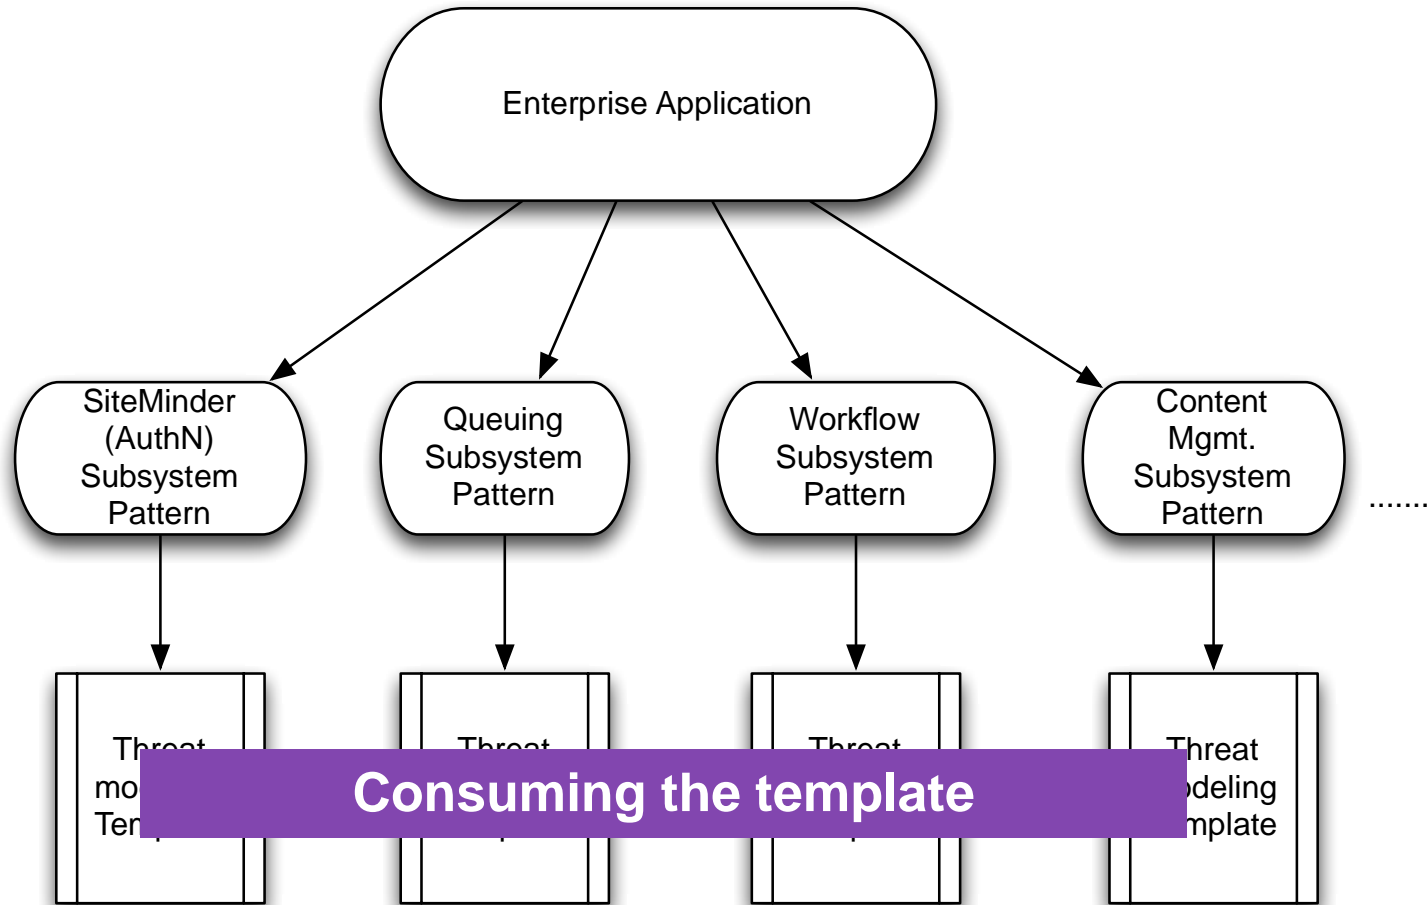 Enterprise Application
SiteMinder
(AuthN)
Subsystem
Pattern
Queuing
Subsystem
Pattern
Workflow
Subsystem
Pattern
Content
Mgmt.
Subsystem
Pattern
.......
Threat
Threat
Threat
Threat
Consuming the template